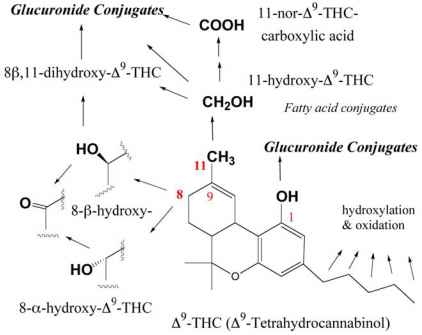 Glucuronide Conjugates
COOH
11-nor-Δ⁹-THC-
carboxylic acid
8β,11-dihydroxy-Δ⁹-THC
11-hydroxy-Δ⁹-THC
CH₂OH
Fatty acid conjugates
Glucuronide Conjugates
HO
11 CH₃
8
9
OH
1
O
8-β-hydroxy-
hydroxylation
& oxidation
HO
O
8-α-hydroxy-Δ⁹-THC
Δ⁹-THC (Δ⁹-Tetrahydrocannabinol)